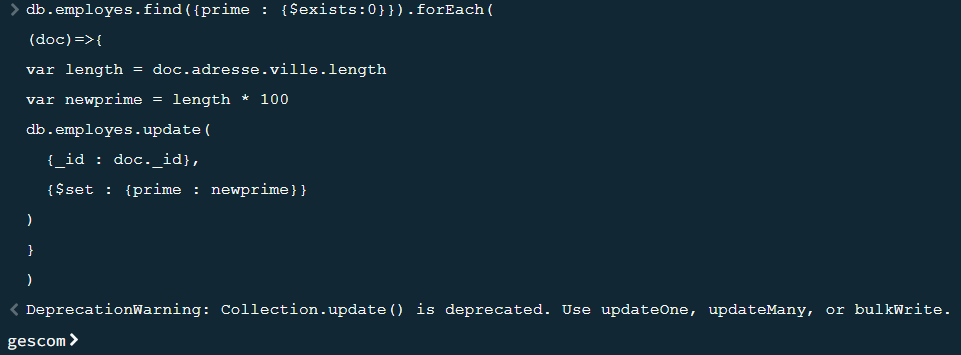 > db.employes.find({prime : {$exists:0}}).forEach(
(doc)=>{
var length = doc.adresse.ville.length
var newprime = length * 100
db.employes.update(
{_id : doc._id},
{$set : {prime : newprime}}
)
}
)
< DeprecationWarning: Collection.update() is deprecated. Use updateOne, updateMany, or bulkWrite.
gescom>